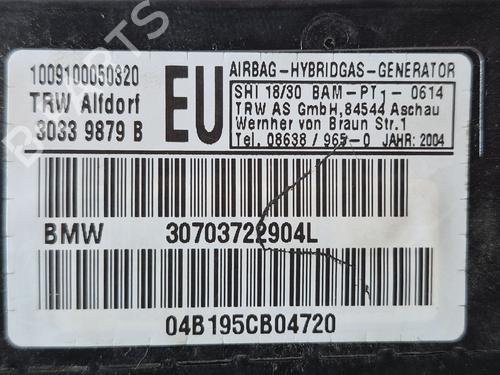 1009100050320
TRW Alfdorf
3033 9879 B
EU
AIRBAG-HYBRIDGAS-GENERATOR
SHI 18/30 BAM-PT1-0614
TRW AS GmbH, 84544 Aschau
Wernher von Braun Str.1
Tel. 08638 / 965-0 JAHR: 2004
BMW 30703722904L
04B195CB04720